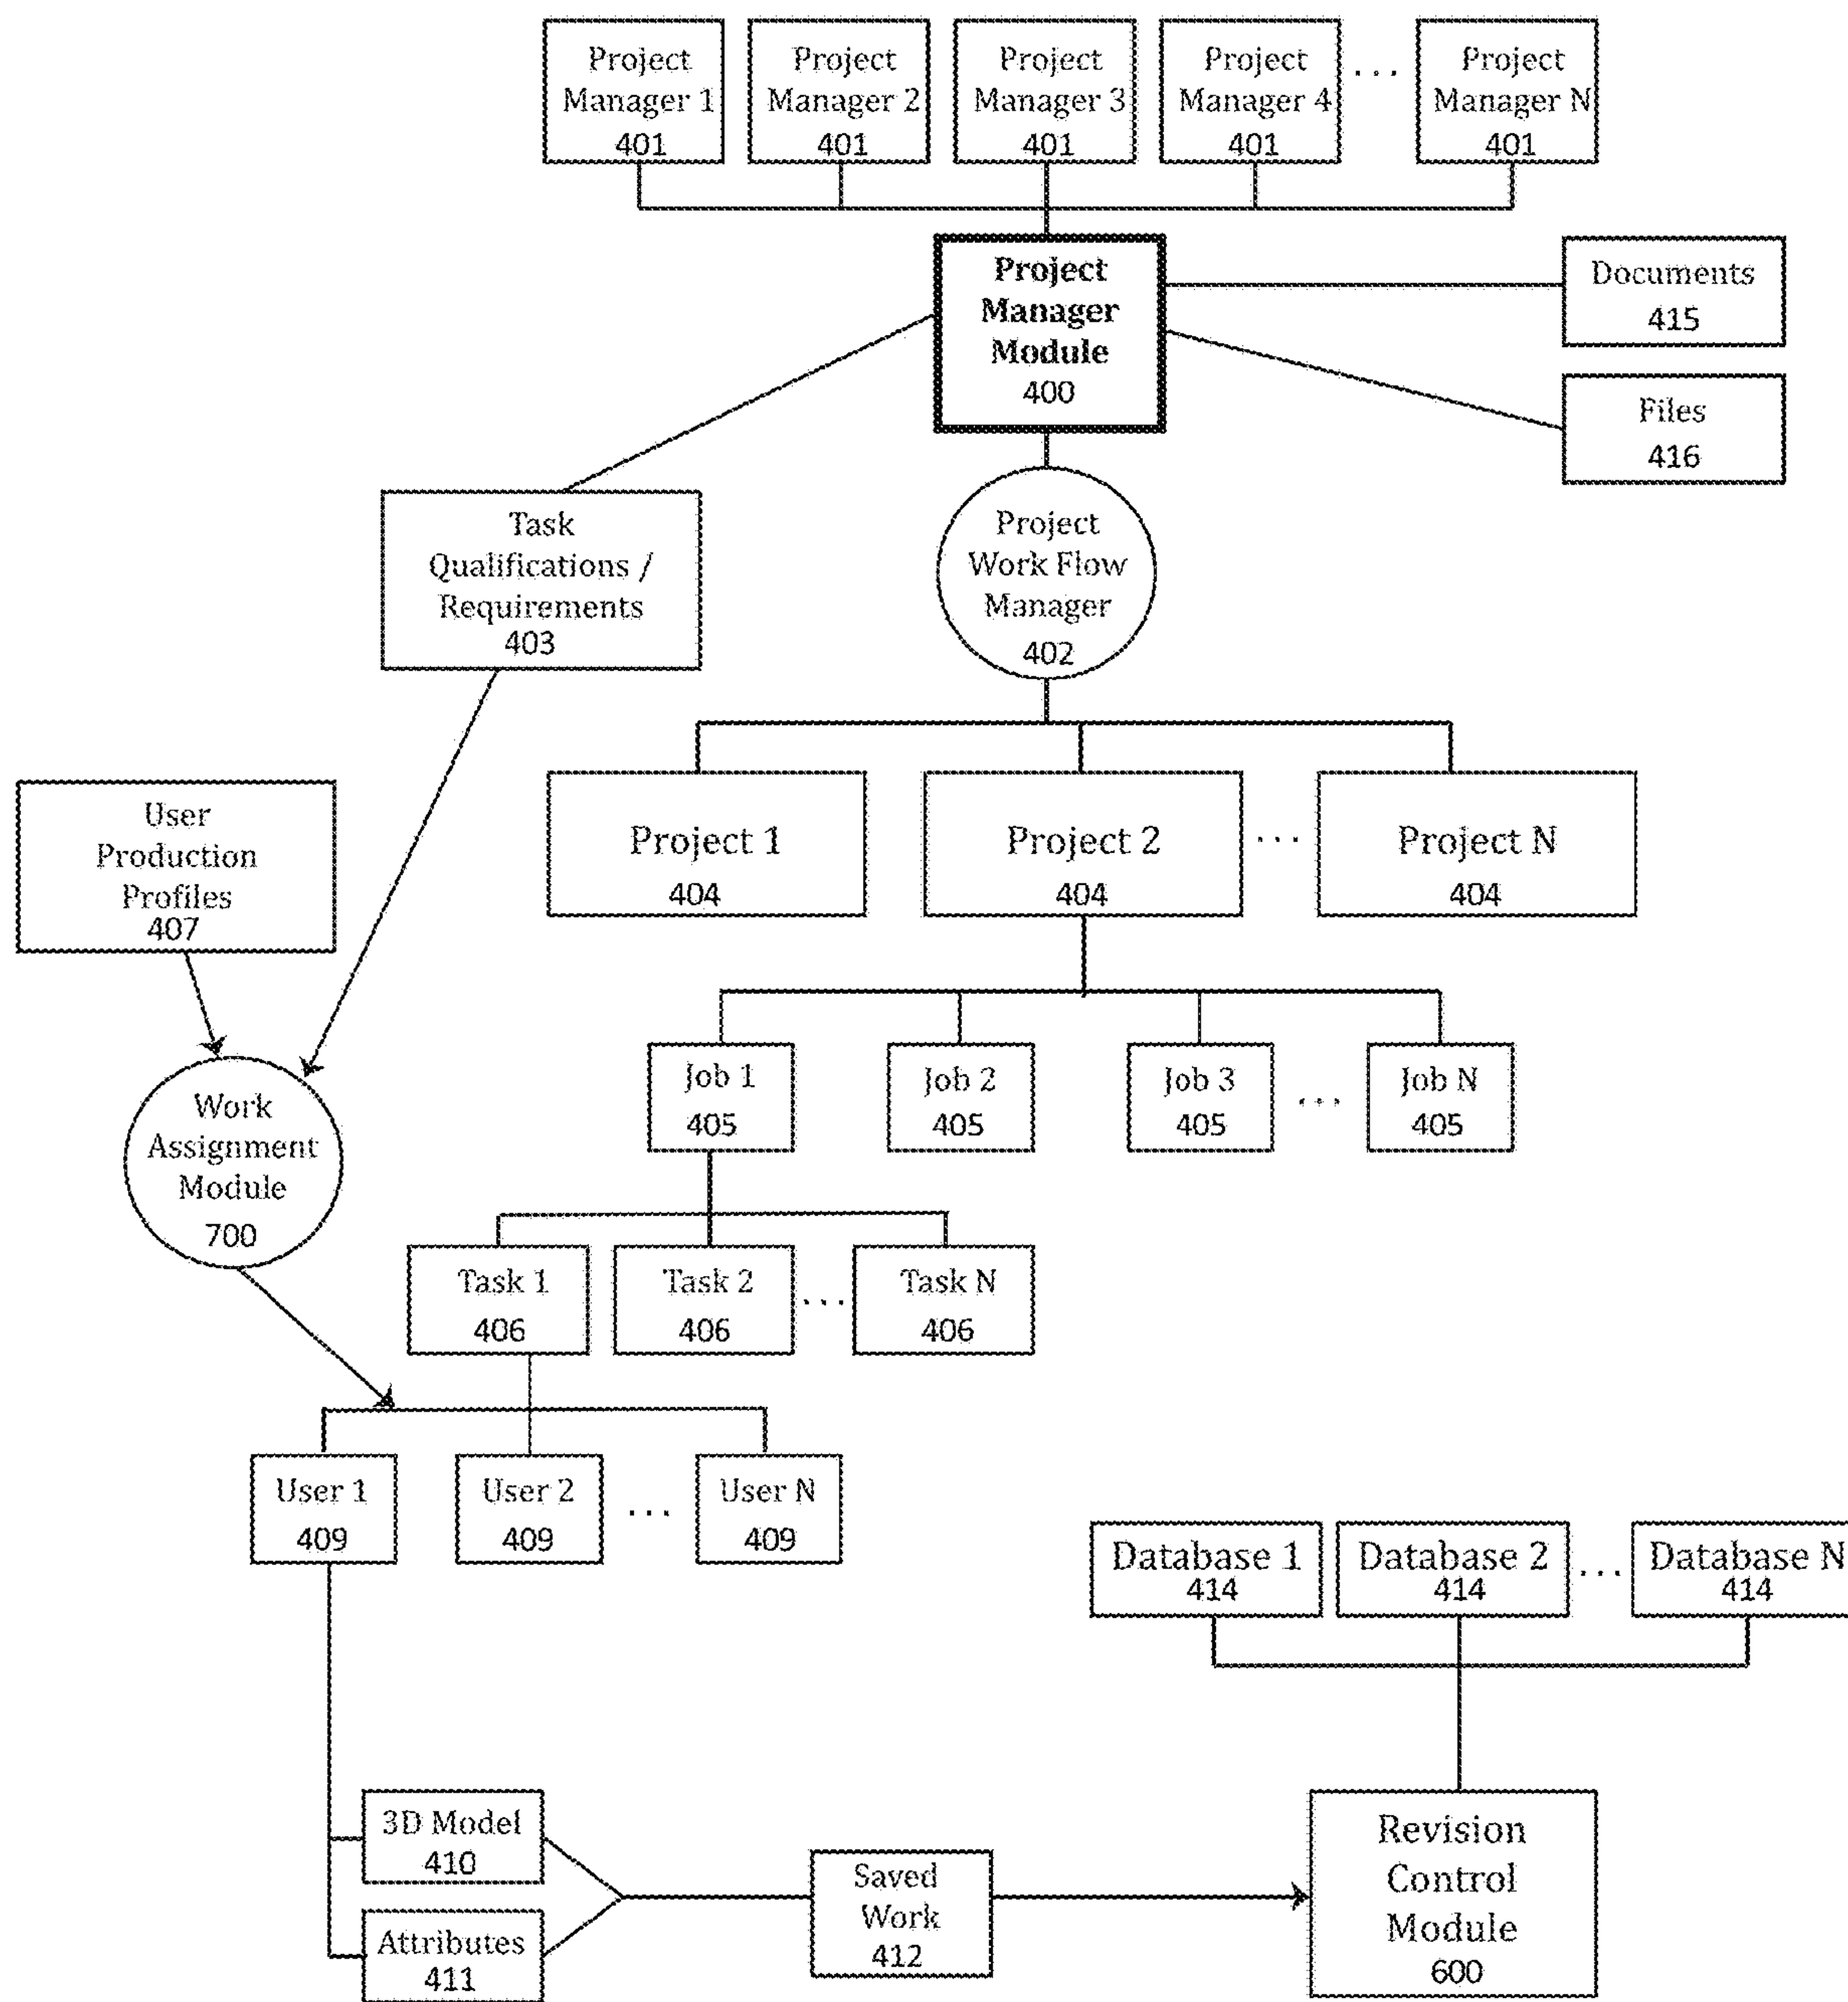 Project
Manager 1
401
Project
Manager 2
401
Project
Manager 3
401
Project
Manager 4
401
...
Project
Manager N
401
Project
Manager
Module
400
Documents
415
Files
416
Task
Qualifications /
Requirements
403
Project
Work Flow
Manager
402
User
Production
Profiles
407
Project 1
404
Project 2
404
...
Project N
404
Work
Assignment
Module
700
Job 1
405
Job 2
405
Job 3
405
...
Job N
405
Task 1
406
Task 2
406
...
Task N
406
User 1
409
User 2
409
...
User N
409
Database 1
414
Database 2
414
...
Database N
414
3D Model
410
Attributes
411
Saved
Work
412
Revision
Control
Module
600